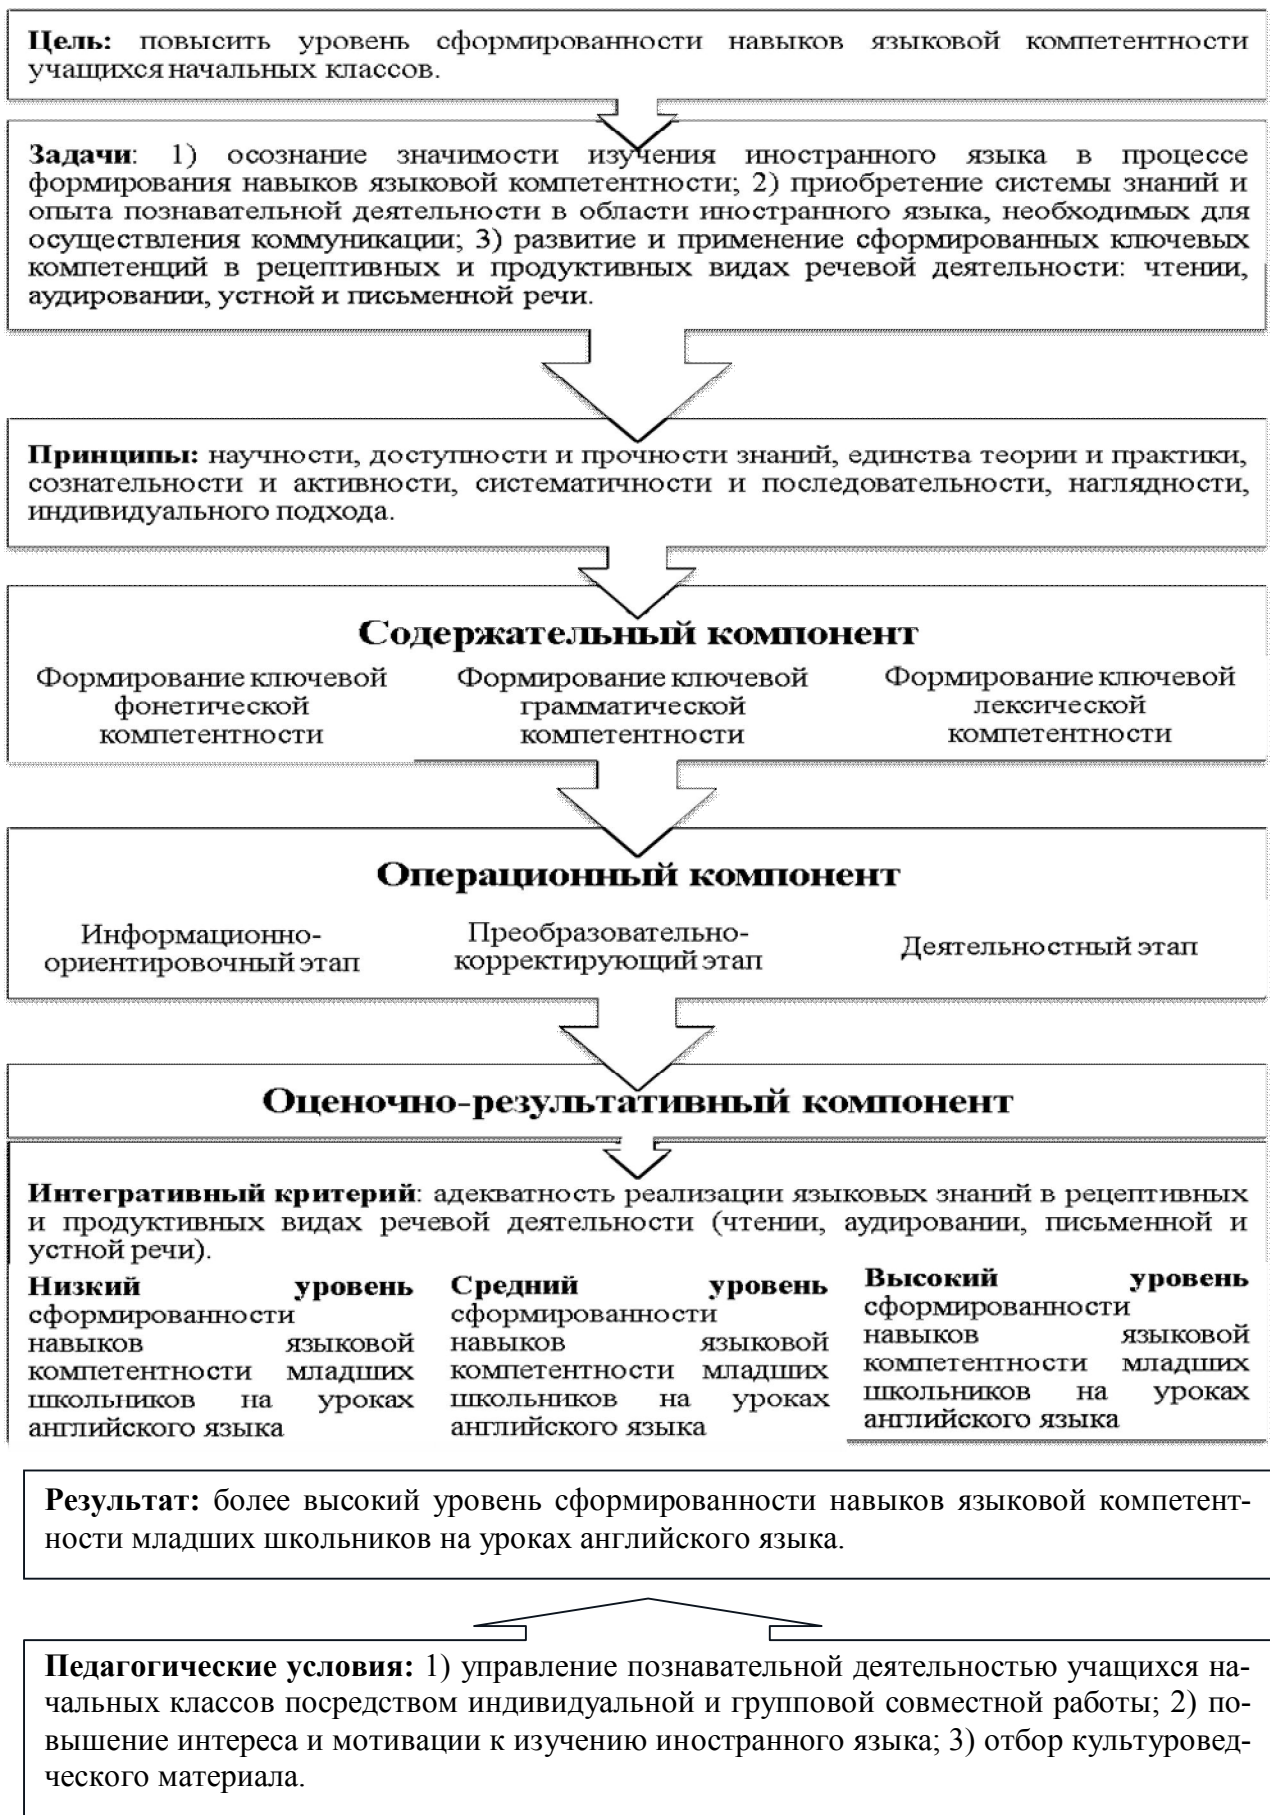 Цель: повысить уровень сформированности навыков языковой компетентности
учащихся начальных классов.
Задачи: 1) осознание значимости изучения иностранного языка в процессе
формирования навыков языковой компетентности; 2) приобретение системы знаний и
опыта познавательной деятельности в области иностранного языка, необходимых для
осуществления коммуникации; 3) развитие и применение сформированных ключевых
компетенций в рецептивных и продуктивных видах речевой деятельности: чтении,
аудировании, устной и письменной речи.
Принципы: научности, доступности и прочности знаний, единства теории и практики,
сознательности и активности, систематичности и последовательности, наглядности,
индивидуального подхода.
Содержательный компонент
Формирование ключевой
фонетической
компетентности
Формирование ключевой
грамматической
компетентности
Формирование ключевой
лексической
компетентности
Операционный компонент
Информационно-
ориентировочный этап
Преобразовательно-
корректирующий этап
Деятельностный этап
Оценочно-результативный компонент
Интегративный критерий: адекватность реализации языковых знаний в рецептивных
и продуктивных видах речевой деятельности (чтении, аудировании, письменной и
устной речи).
Низкий уровень
сформированности
навыков языковой
компетентности младших
школьников на уроках
английского языка
Средний уровень
сформированности
навыков языковой
компетентности младших
школьников на уроках
английского языка
Высокий уровень
сформированности
навыков языковой
компетентности младших
школьников на уроках
английского языка
Результат: более высокий уровень сформированности навыков языковой компетент-
ности младших школьников на уроках английского языка.
Педагогические условия: 1) управление познавательной деятельностью учащихся на-
чальных классов посредством индивидуальной и групповой совместной работы; 2) по-
вышение интереса и мотивации к изучению иностранного языка; 3) отбор культуровед-
ческого материала.